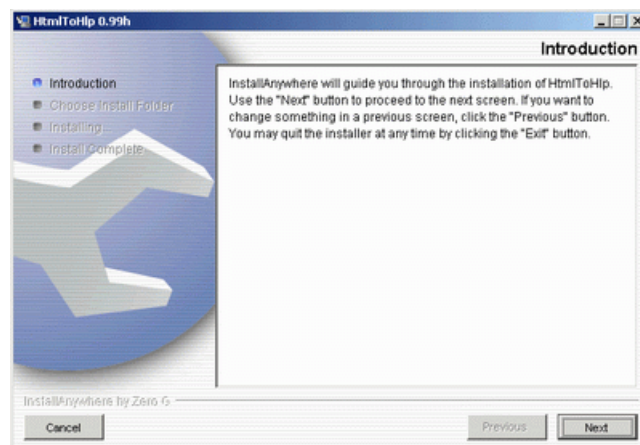 HtmlToHlp 0.99h
Introduction
Introduction
Choose Install Folder
Installing
Install Complete
InstallAnywhere will guide you through the installation of HtmlToHlp.
Use the "Next" button to proceed to the next screen. If you want to
change something in a previous screen, click the "Previous" button.
You may quit the installer at any time by clicking the "Exit" button.
InstallAnywhere by Zero G
Cancel
Previous
Next